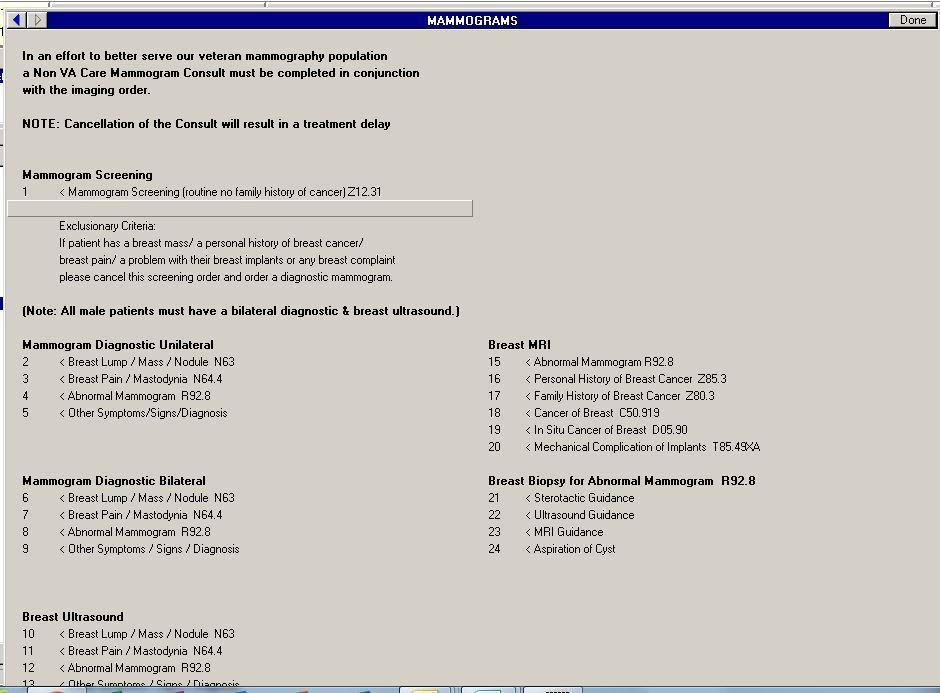 MAMMOGRAMS
Done
In an effort to better serve our veteran mammography population
a Non VA Care Mammogram Consult must be completed in conjunction
with the imaging order.
NOTE: Cancellation of the Consult will result in a treatment delay
Mammogram Screening
1 < Mammogram Screening (routine no family history of cancer) Z12.31
Exclusionary Criteria:
If patient has a breast mass/ a personal history of breast cancer/
breast pain/ a problem with their breast implants or any breast complaint
please cancel this screening order and order a diagnostic mammogram.
(Note: All male patients must have a bilateral diagnostic & breast ultrasound.)
Mammogram Diagnostic Unilateral
2 < Breast Lump / Mass / Nodule N63
3 < Breast Pain / Mastodynia N64.4
4 < Abnormal Mammogram R92.8
5 < Other Symptoms/Signs/Diagnosis
Mammogram Diagnostic Bilateral
6 < Breast Lump / Mass / Nodule N63
7 < Breast Pain / Mastodynia N64.4
8 < Abnormal Mammogram R92.8
9 < Other Symptoms / Signs / Diagnosis
Breast Ultrasound
10 < Breast Lump / Mass / Nodule N63
11 < Breast Pain / Mastodynia N64.4
12 < Abnormal Mammogram R92.8
13 < Other Symptoms / Signs / Diagnosis
Breast MRI
15 < Abnormal Mammogram R92.8
16 < Personal History of Breast Cancer Z85.3
17 < Family History of Breast Cancer Z80.3
18 < Cancer of Breast C50.919
19 < In Situ Cancer of Breast D05.90
20 < Mechanical Complication of Implants T85.49XA
Breast Biopsy for Abnormal Mammogram R92.8
21 < Sterotactic Guidance
22 < Ultrasound Guidance
23 < MRI Guidance
24 < Aspiration of Cyst